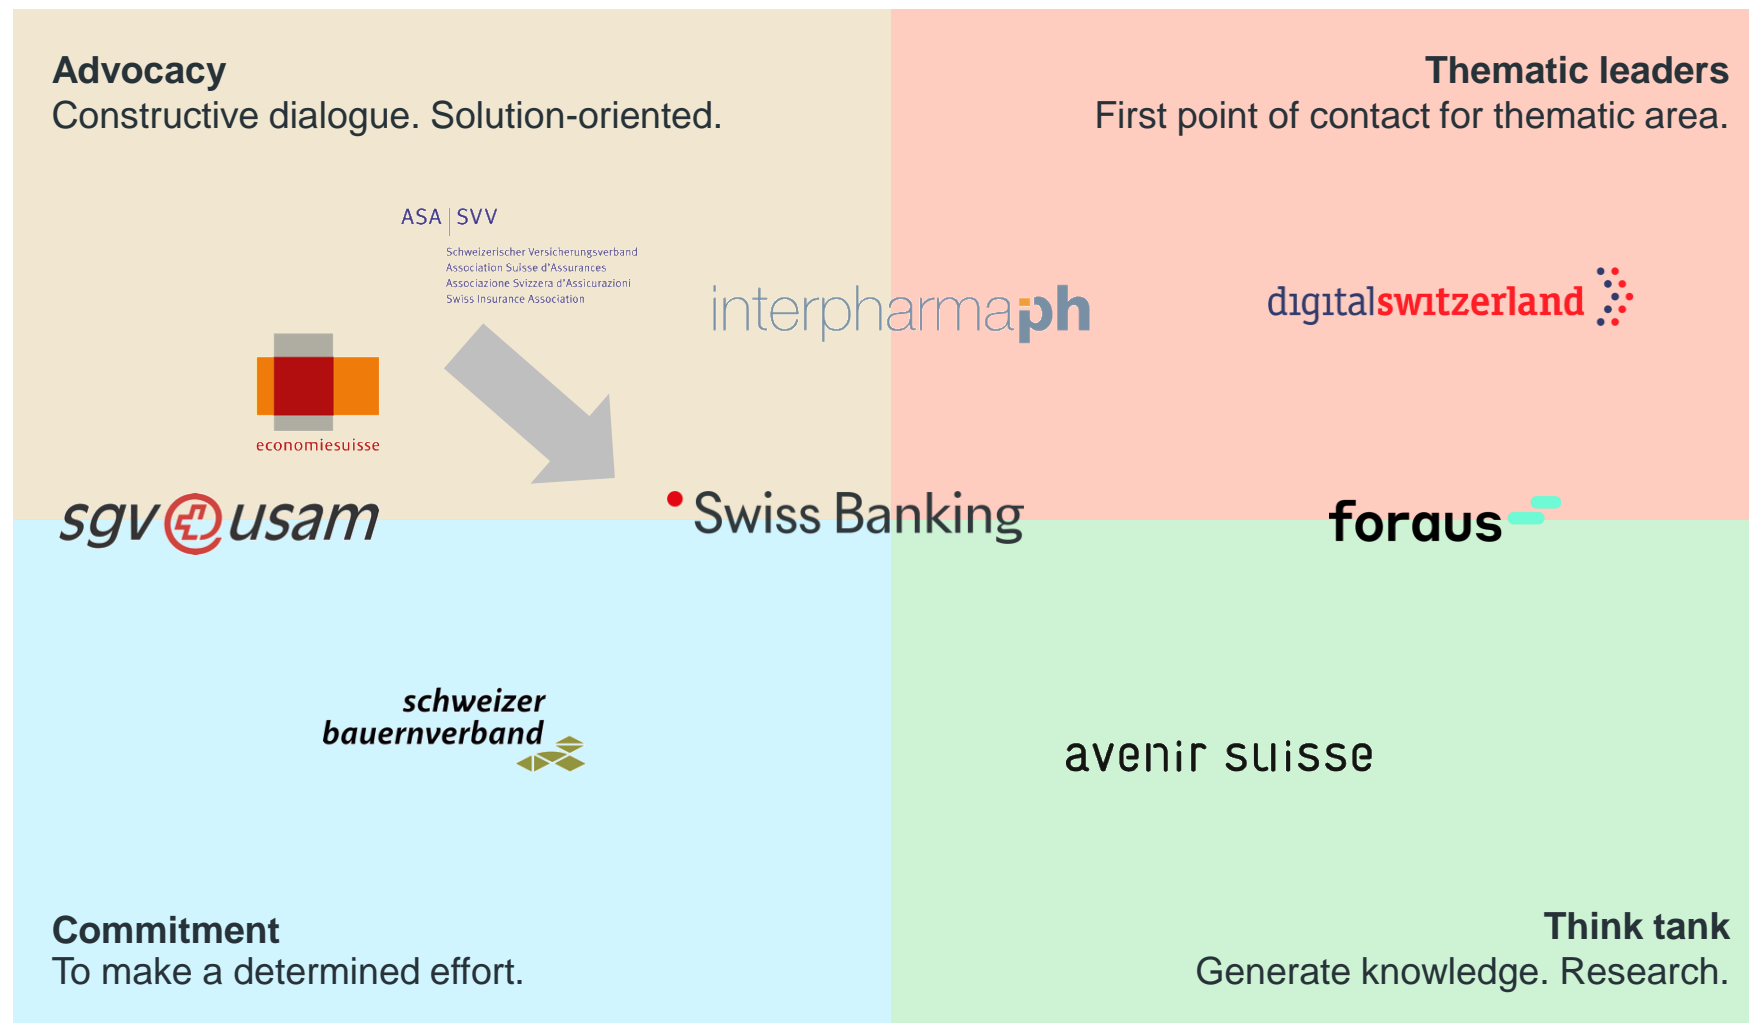 Advocacy
Constructive dialogue. Solution-oriented.
Thematic leaders
First point of contact for thematic area.
ASA | SVV
Schweizerischer Versicherungsverband
Association Suisse d'Assurances
Associazione Svizzera d'Assicurazioni
Swiss Insurance Association
interpharmaph
digitalswitzerland
economiesuisse
sgv usam
Swiss Banking
foraus
schweizer
bauernverband
avenir suisse
Commitment
To make a determined effort.
Think tank
Generate knowledge. Research.